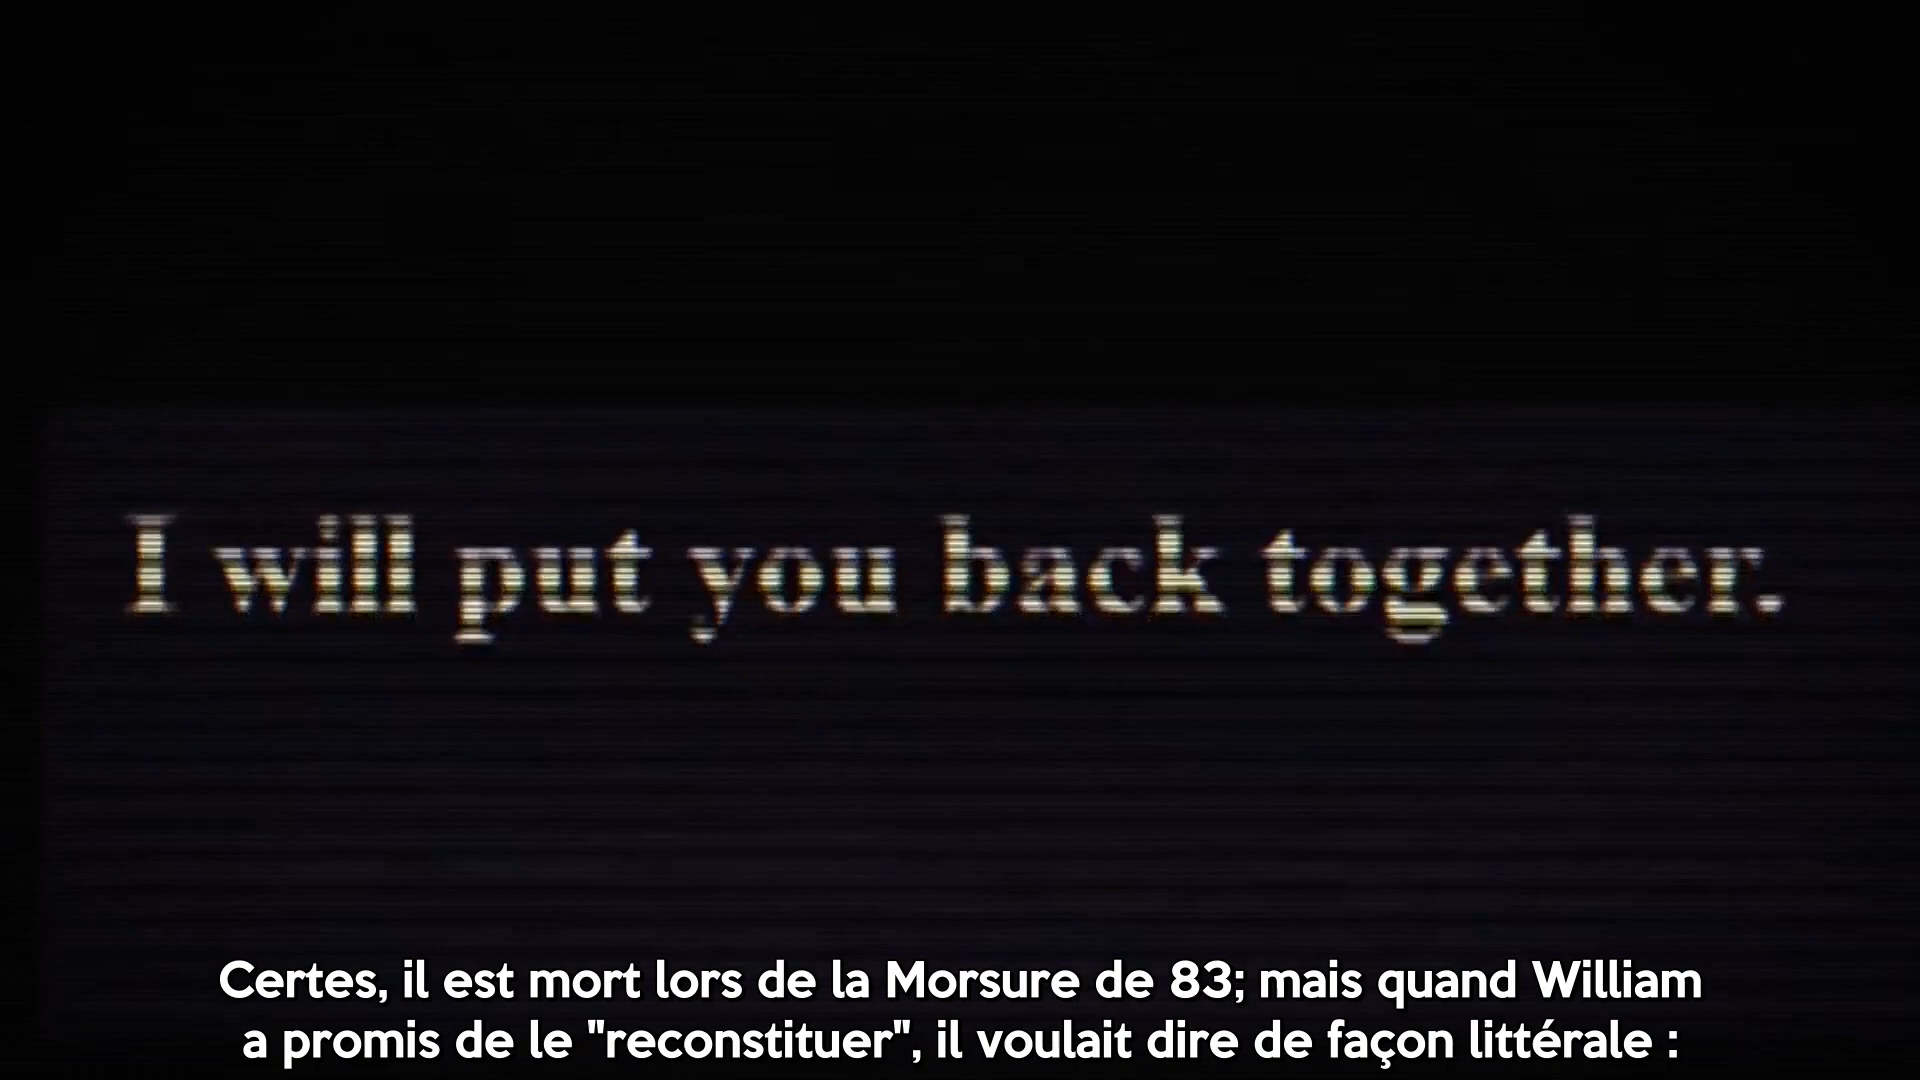 I will put you back together.
Certes, il est mort lors de la Morsure de 83; mais quand William
a promis de le "reconstituer", il voulait dire de façon littérale :